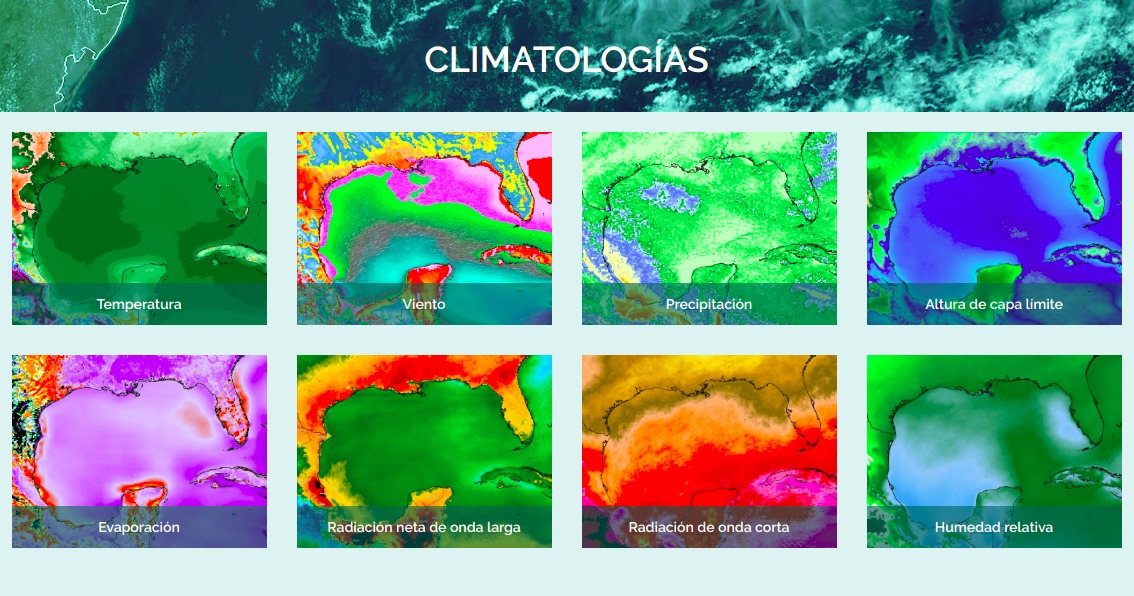 CLIMATOLOGÍAS
Temperatura
Viento
Precipitación
Altura de capa límite
Evaporación
Radiación neta de onda larga
Radiación de onda corta
Humedad relativa